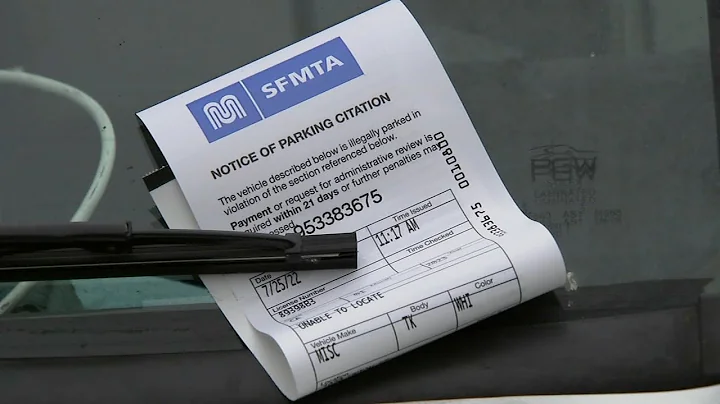 SFMTA
NOTICE OF PARKING CITATION
The vehicle described below is illegally parked in
violation of the section referenced below.
Payment or request for administrative review is
within 21 days or further penalties
953383675
Time Issued
11:17 AM
Time Checked
Date
7/25/22
License Number
UNABLE TO LOCATE
Vehicle Make
Body
Color
MISC
TK
WHI
PGW
LAMINATED